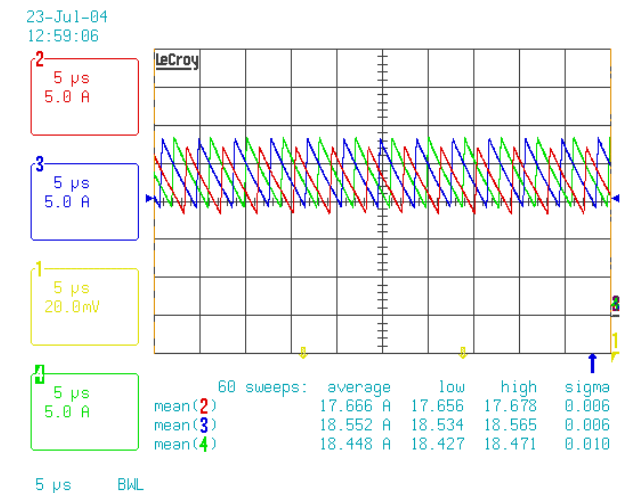 23-Jul-04
12:59:06
LeCroy
2
5 µs
5.0 A
3
5 µs
5.0 A
1
5 µs
20.0mV
4
5 µs
5.0 A
1
60 sweeps: average low high sigma
mean(2) 17.666 A 17.656 17.678 0.006
mean(3) 18.552 A 18.534 18.565 0.006
mean(4) 18.448 A 18.427 18.471 0.010
5 µs BWL